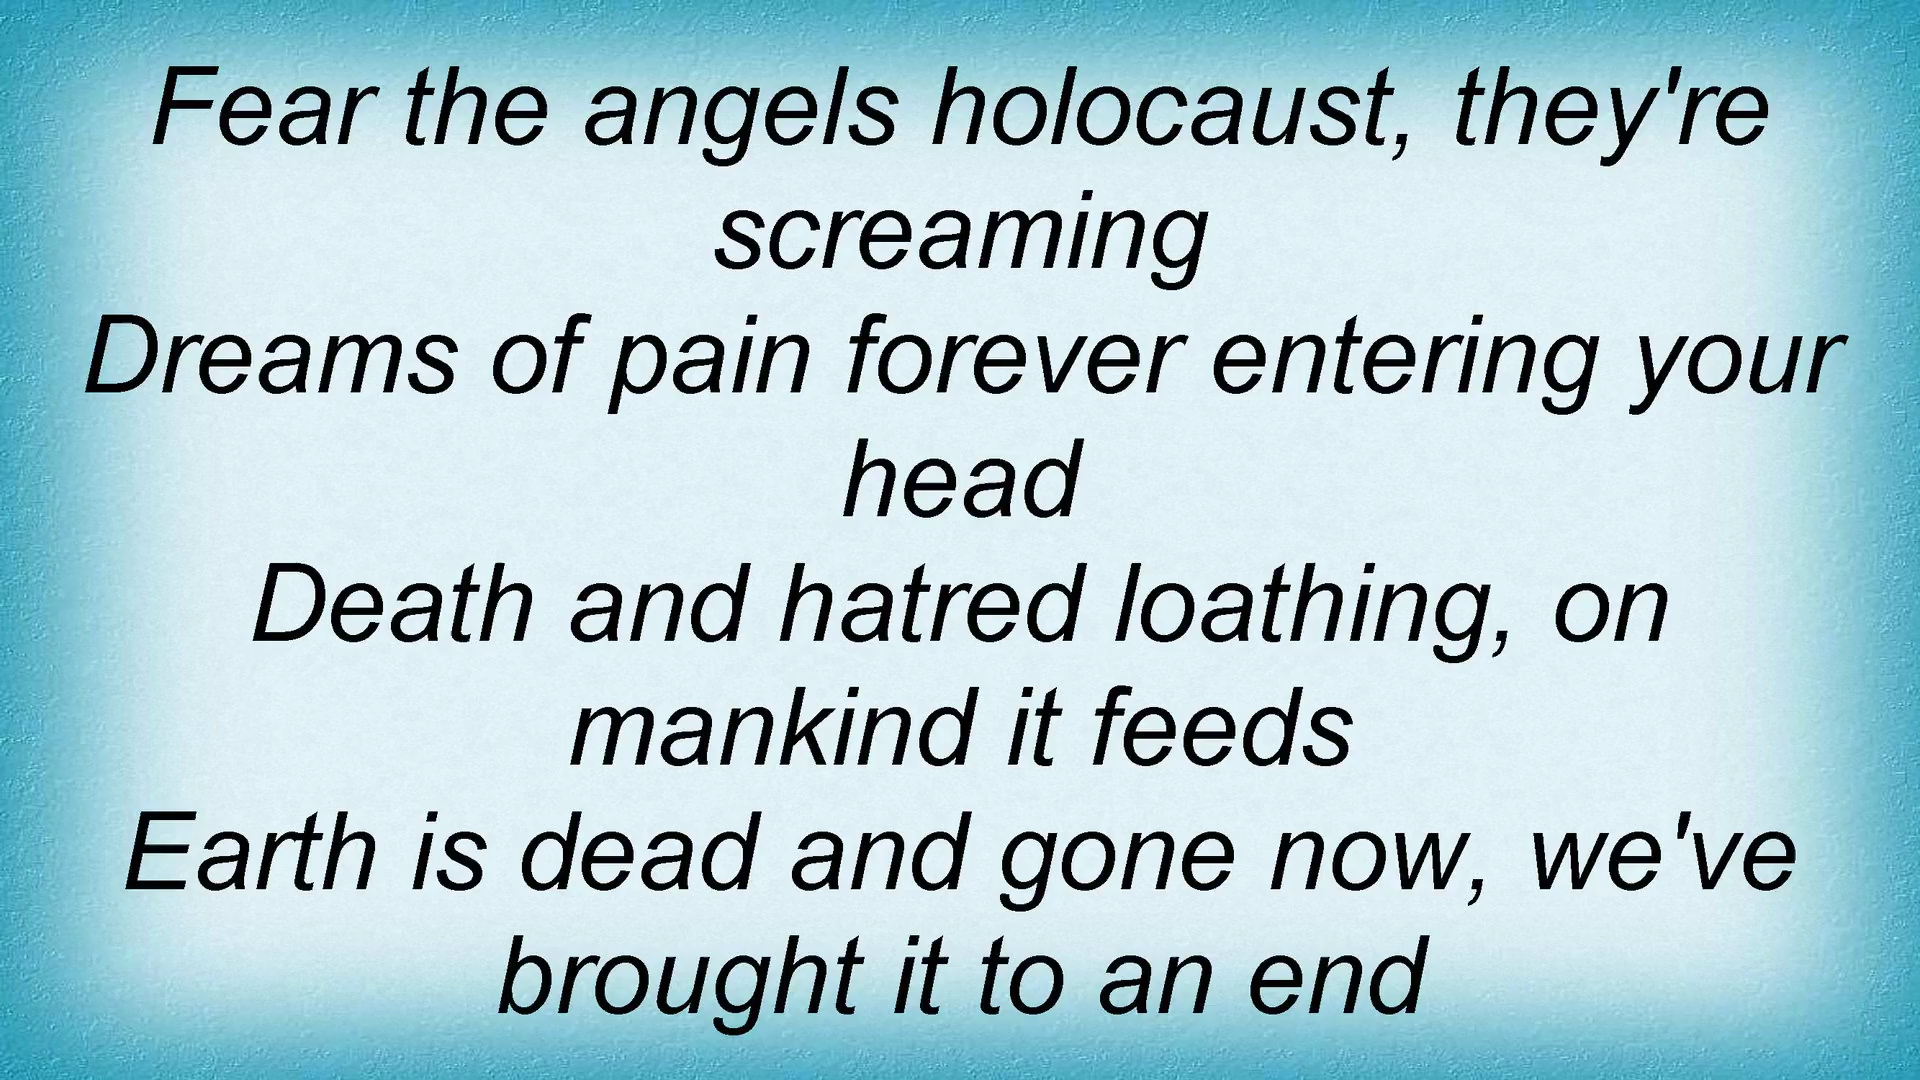 Fear the angels holocaust, they're
screaming
Dreams of pain forever entering your
head
Death and hatred loathing, on
mankind it feeds
Earth is dead and gone now, we've
brought it to an end